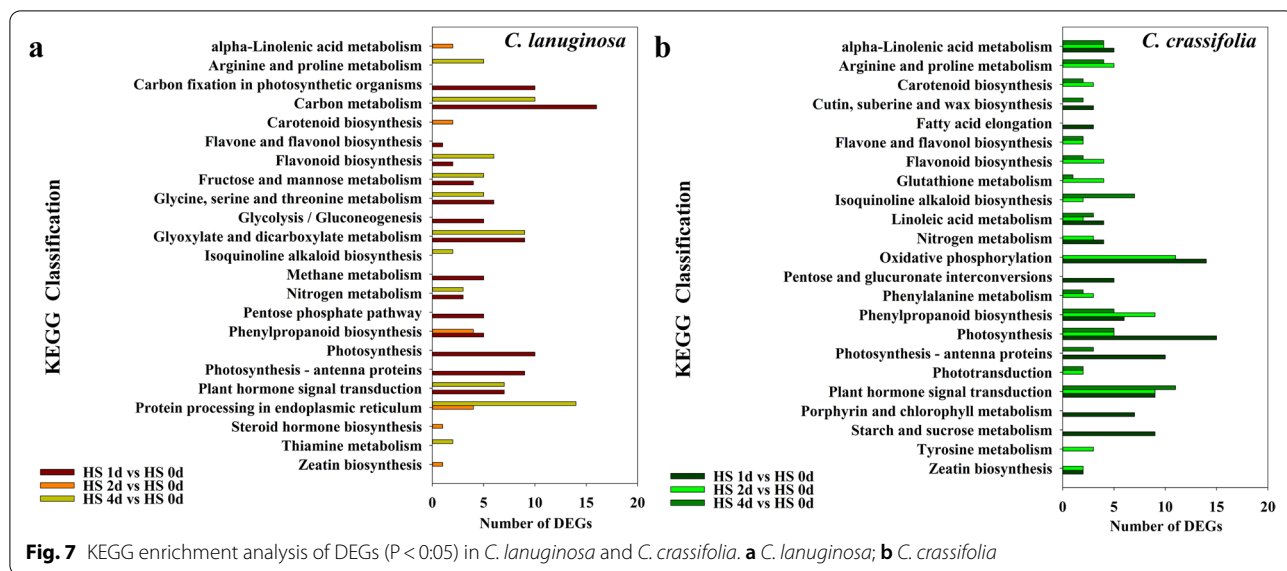 a
C. lanuginosa
alpha-Linolenic acid metabolism
Arginine and proline metabolism
Carbon fixation in photosynthetic organisms
Carbon metabolism
Carotenoid biosynthesis
Flavone and flavonol biosynthesis
Flavonoid biosynthesis
Fructose and mannose metabolism
Glycine, serine and threonine metabolism
Glycolysis / Gluconeogenesis
Glyoxylate and dicarboxylate metabolism
Isoquinoline alkaloid biosynthesis
Methane metabolism
Nitrogen metabolism
Pentose phosphate pathway
Phenylpropanoid biosynthesis
Photosynthesis
Photosynthesis - antenna proteins
Plant hormone signal transduction
Protein processing in endoplasmic reticulum
Steroid hormone biosynthesis
Thiamine metabolism
Zeatin biosynthesis
KEGG Classification
HS 1d vs HS 0d
HS 2d vs HS 0d
HS 4d vs HS 0d
0 5 10 16 20
Number of DEGs
b
C. crassifolia
alpha-Linolenic acid metabolism
Arginine and proline metabolism
Carotenoid biosynthesis
Cutin, suberine and wax biosynthesis
Fatty acid elongation
Flavone and flavonol biosynthesis
Flavonoid biosynthesis
Glutathione metabolism
Isoquinoline alkaloid biosynthesis
Linoleic acid metabolism
Nitrogen metabolism
Oxidative phosphorylation
Pentose and glucuronate interconversions
Phenylalanine metabolism
Phenylpropanoid biosynthesis
Photosynthesis
Photosynthesis - antenna proteins
Phototransduction
Plant hormone signal transduction
Porphyrin and chlorophyll metabolism
Starch and sucrose metabolism
Tyrosine metabolism
Zeatin biosynthesis
KEGG Classification
HS 1d vs HS 0d
HS 2d vs HS 0d
HS 4d vs HS 0d
0 5 10 15 20
Number of DEGs
Fig. 7 KEGG enrichment analysis of DEGs (P < 0:05) in C. lanuginosa and C. crassifolia. a C. lanuginosa; b C. crassifolia